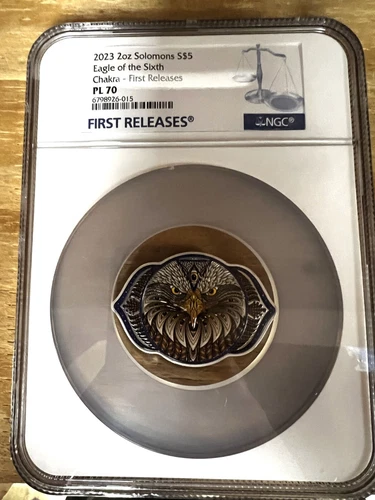 2023 2oz Solomons S$5
Eagle of the Sixth
Chakra - First Releases
PL 70
6798926-015
FIRST RELEASES®
NGC®